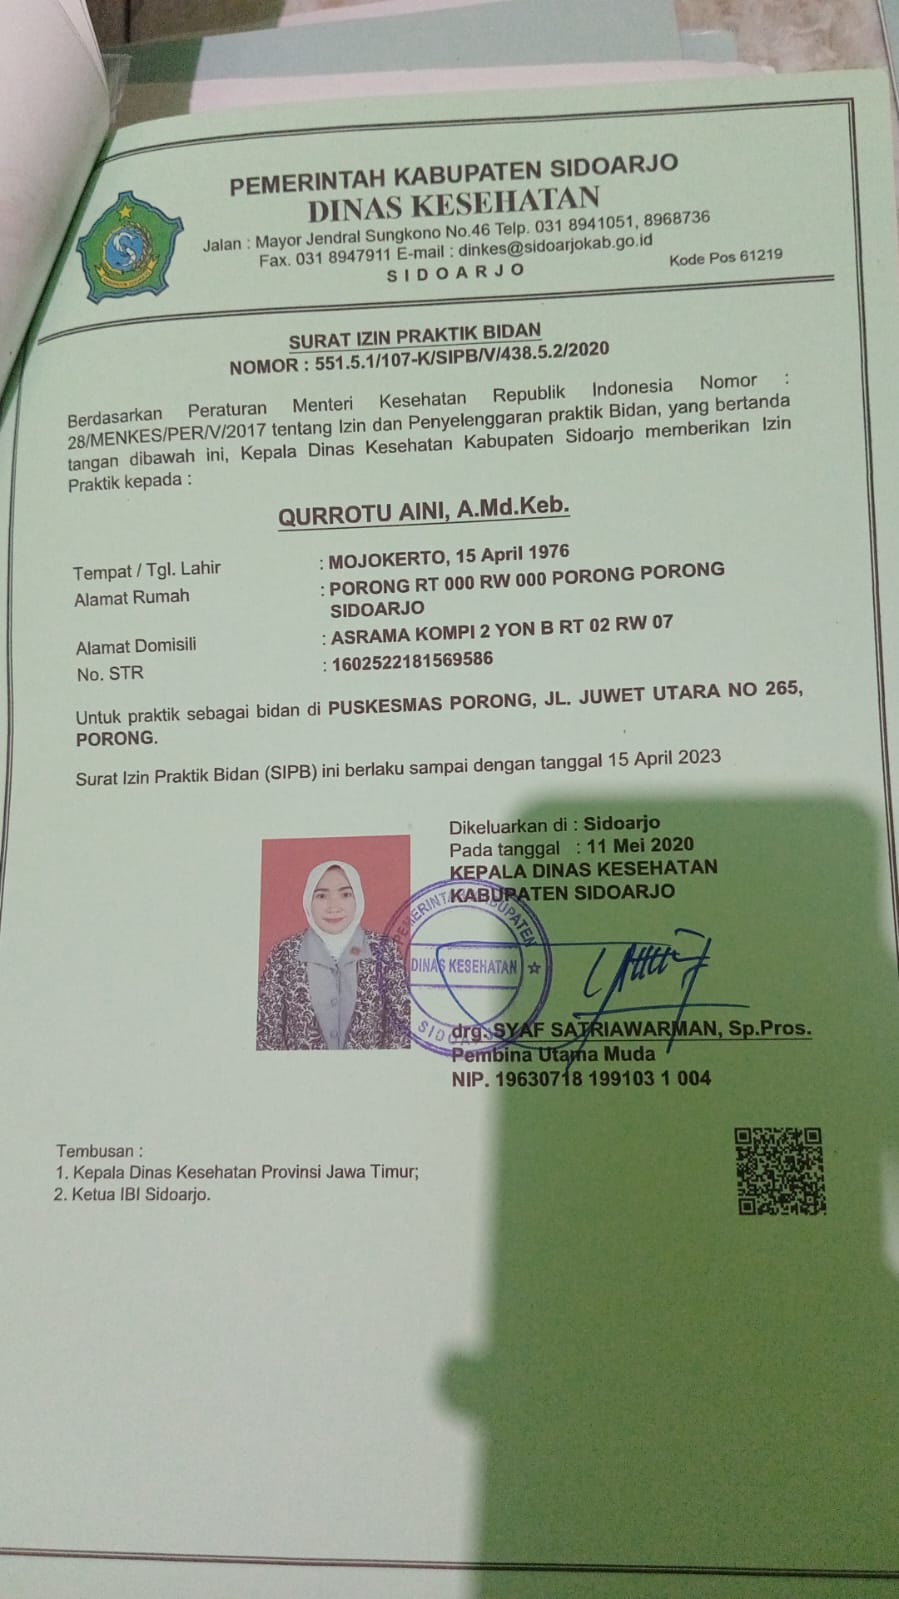 PEMERINTAH KABUPATEN SIDOARJO
DINAS KESEHATAN
Jalan : Mayor Jendral Sungkono No.46 Telp. 031 8941051, 8968736
Fax. 031 8947911 E-mail : dinkes@sidoarjokab.go.id
SIDOARJO
Kode Pos 61219
SURAT IZIN PRAKTIK BIDAN
NOMOR : 551.5.1/107-K/SIPB/V/438.5.2/2020
Berdasarkan Peraturan Menteri Kesehatan Republik Indonesia Nomor :
28/MENKES/PER/V/2017 tentang Izin dan Penyelenggaran praktik Bidan, yang bertanda
tangan dibawah ini, Kepala Dinas Kesehatan Kabupaten Sidoarjo memberikan Izin
Praktik kepada :
QURROTU AINI, A.Md.Keb.
Tempat / Tgl. Lahir : MOJOKERTO, 15 April 1976
Alamat Rumah : PORONG RT 000 RW 000 PORONG PORONG
SIDOARJO
Alamat Domisili : ASRAMA KOMPI 2 YON B RT 02 RW 07
No. STR : 1602522181569586
Untuk praktik sebagai bidan di PUSKESMAS PORONG, JL. JUWET UTARA NO 265,
PORONG.
Surat Izin Praktik Bidan (SIPB) ini berlaku sampai dengan tanggal 15 April 2023
Dikeluarkan di : Sidoarjo
Pada tanggal : 11 Mei 2020
KEPALA DINAS KESEHATAN
KABUPATEN SIDOARJO
PEMERINTAH KABUPATEN
DINAS KESEHATAN
SIDOARJO
drg. SYAF SATRIAWARMAN, Sp.Pros.
Pembina Utama Muda
NIP. 19630718 199103 1 004
Tembusan :
1. Kepala Dinas Kesehatan Provinsi Jawa Timur;
2. Ketua IBI Sidoarjo.